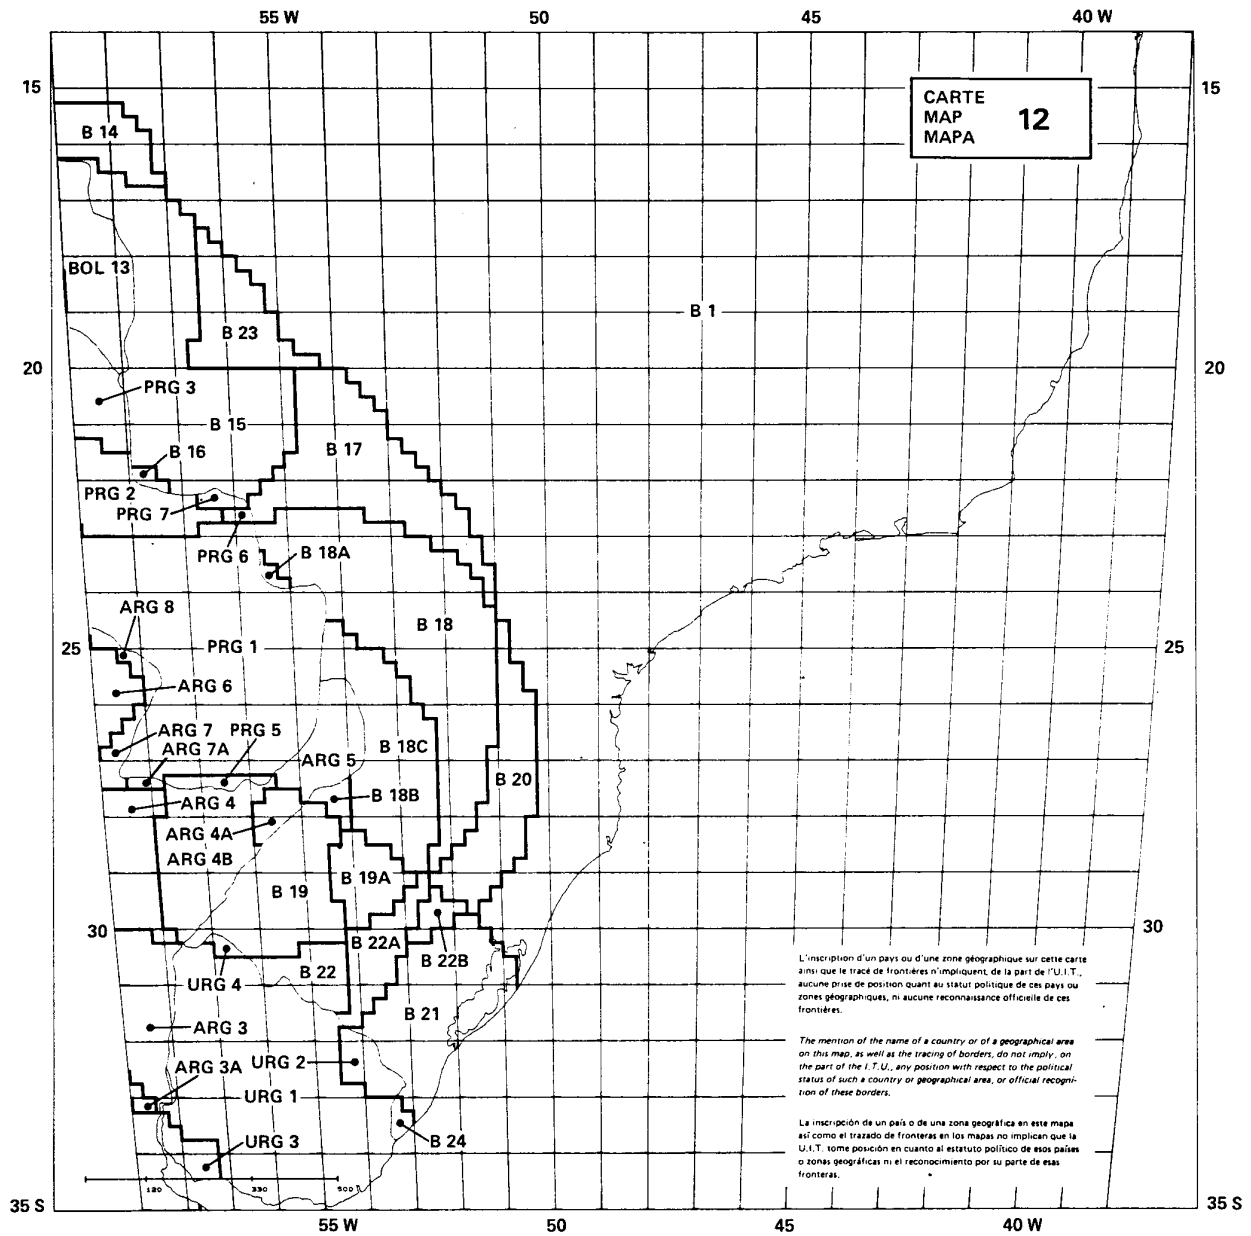 55 W 50 45 40 W
15 15
CARTE
MAP 12
MAPA
B 14
BOL 13
B 1
B 23
20 20
PRG 3
B 15
B 17
B 16
PRG 2
PRG 7
PRG 6
B 18A
ARG 8
B 18
25 PRG 1 25
ARG 6
ARG 7 PRG 5
ARG 7A
B 18C
ARG 5
B 20
B 18B
ARG 4
ARG 4A
ARG 4B
B 19A
B 19
30 30
B 22A
B 22B
B 22
URG 4
B 21
ARG 3
URG 2
ARG 3A
URG 1
URG 3
B 24
120 330 500
L'inscription d'un pays ou d'une zone géographique sur cette carte
ainsi que le tracé de frontières n'impliquent, de la part de l'U.I.T.,
aucune prise de position quant au statut politique de ces pays ou
zones géographiques, ni aucune reconnaissance officielle de ces
frontières.
The mention of the name of a country or of a geographical area
on this map, as well as the tracing of borders, do not imply, on
the part of the I.T.U., any position with respect to the political
status of such a country or geographical area, or official recogni-
tion of these borders.
La inscripción de un país o de una zona geográfica en este mapa
así como el trazado de fronteras en los mapas no implican que la
U.I.T. tome posición en cuanto al estatuto político de esos países
o zonas geográficas ni el reconocimiento por su parte de esas
fronteras.
35 S 35 S
55 W 50 45 40 W